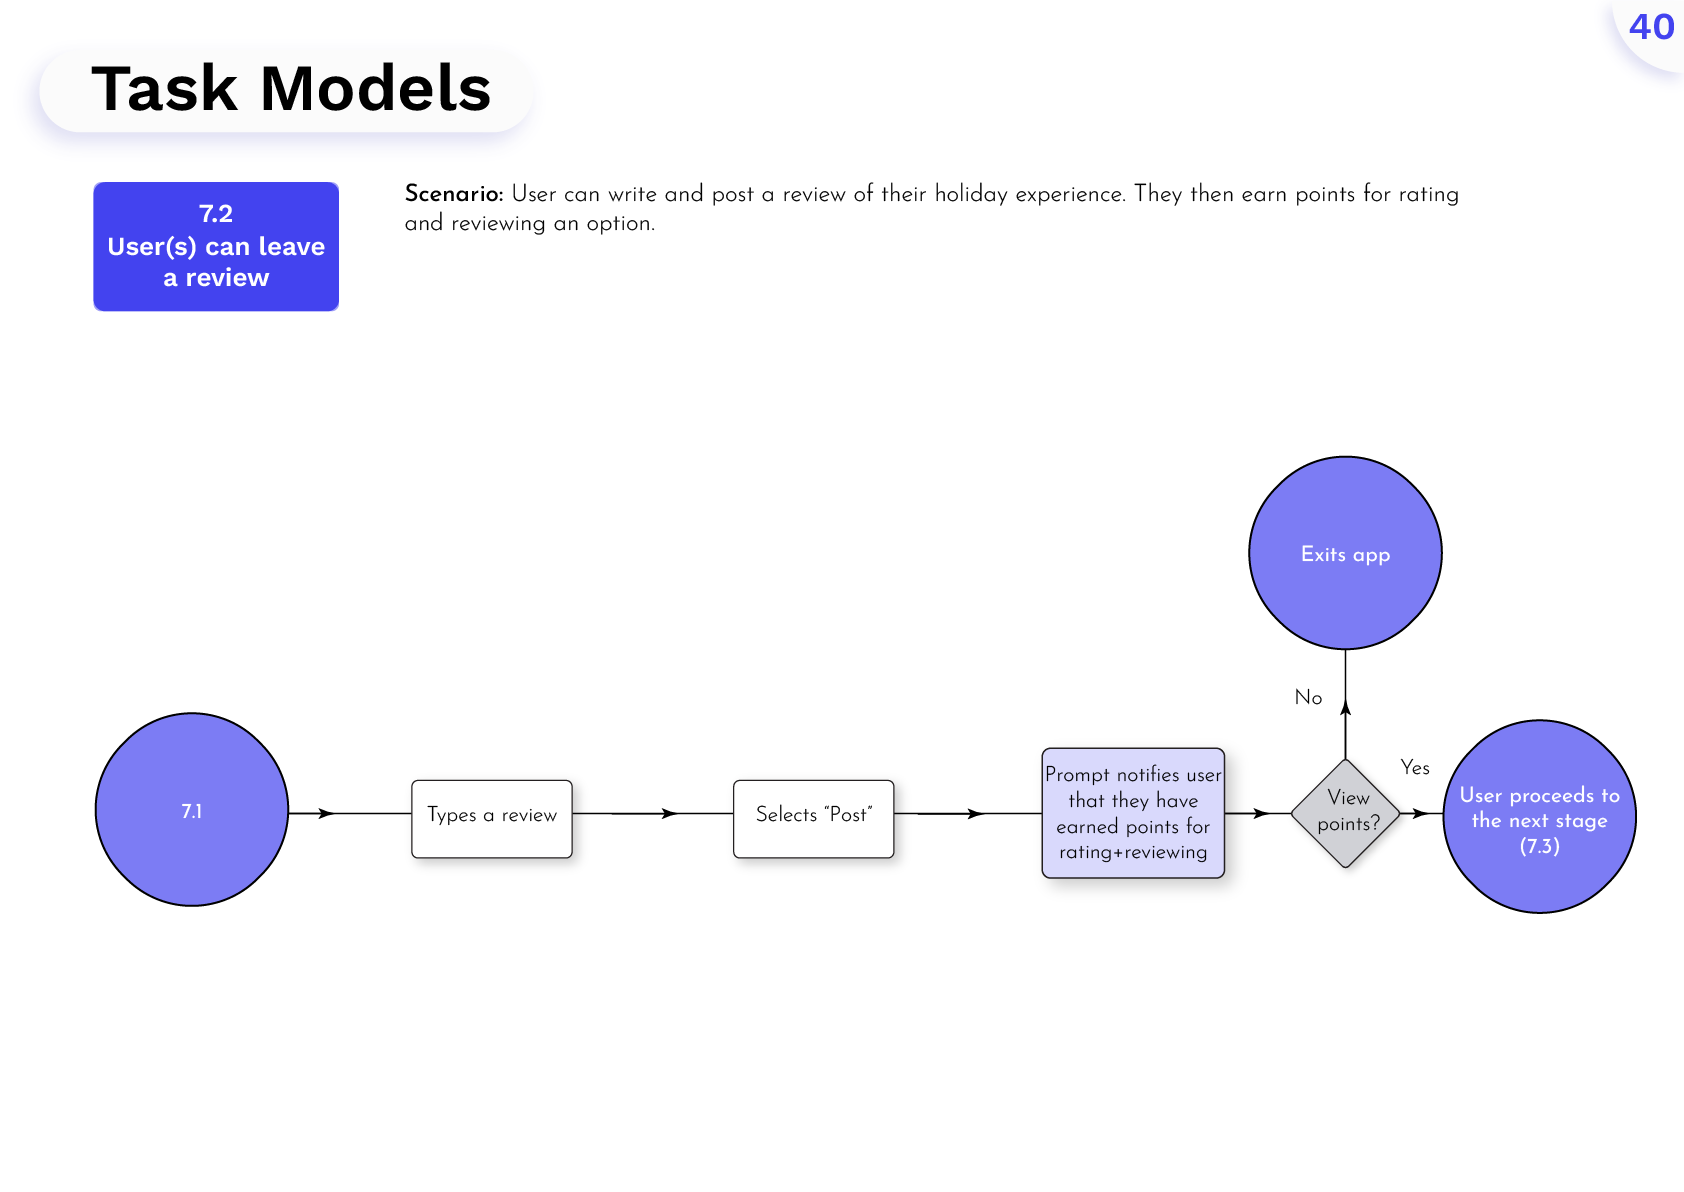 40
Task Models
7.2
User(s) can leave
a review
Scenario: User can write and post a review of their holiday experience. They then earn points for rating
and reviewing an option.
Exits app
No
7.1
Types a review
Selects “Post”
Prompt notifies user
that they have
earned points for
rating+reviewing
View
points?
Yes
User proceeds to
the next stage
(7.3)